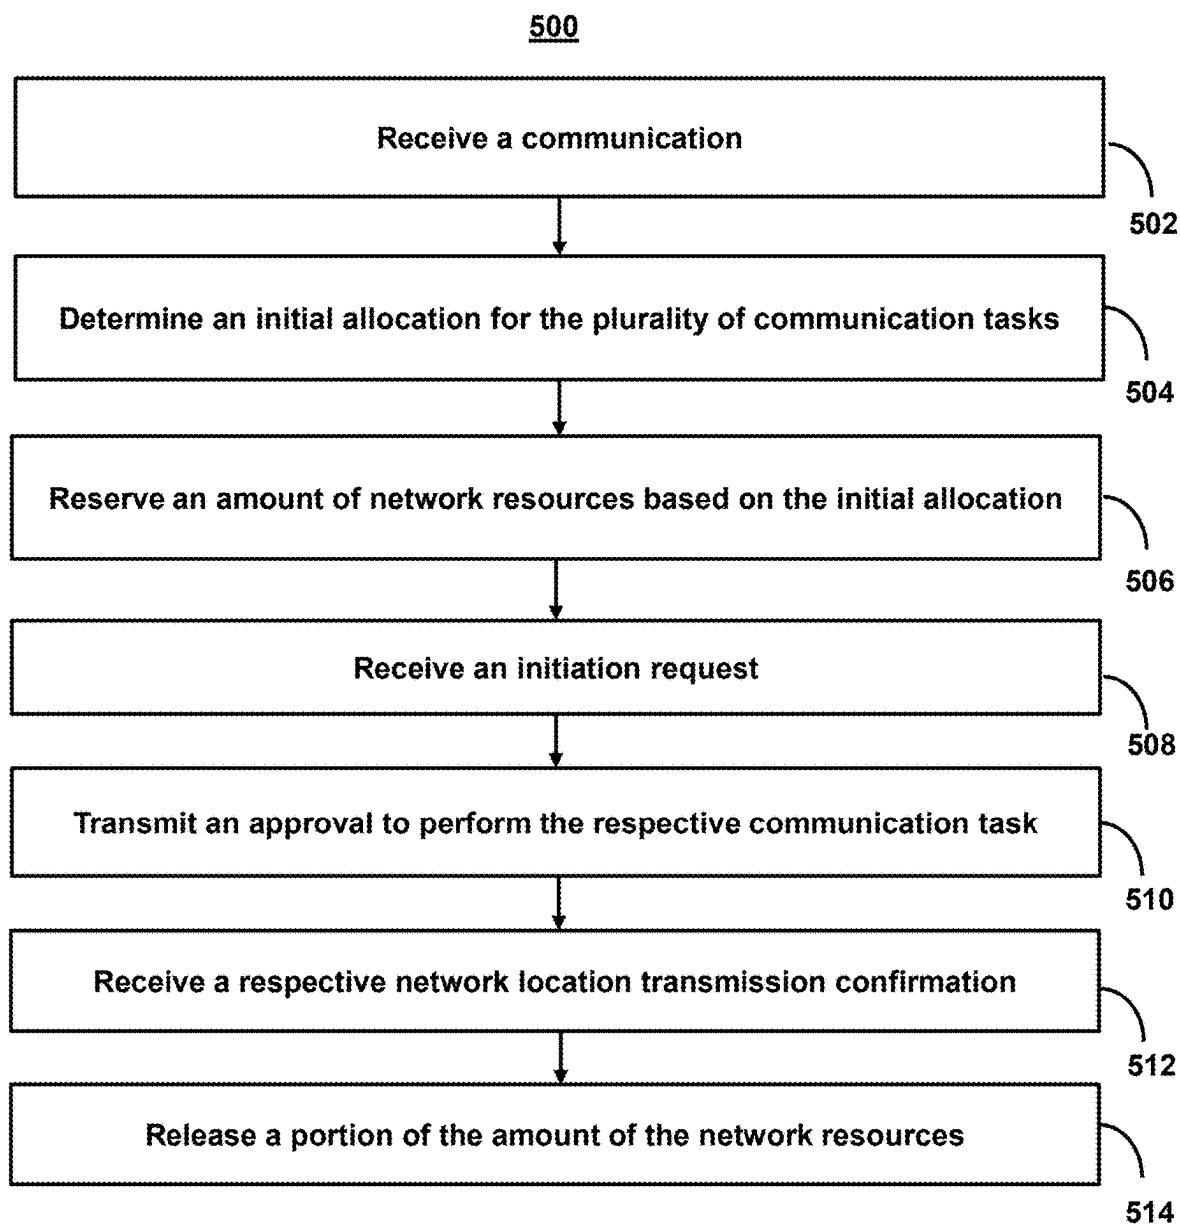 500
Receive a communication
502
Determine an initial allocation for the plurality of communication tasks
504
Reserve an amount of network resources based on the initial allocation
506
Receive an initiation request
508
Transmit an approval to perform the respective communication task
510
Receive a respective network location transmission confirmation
512
Release a portion of the amount of the network resources
514